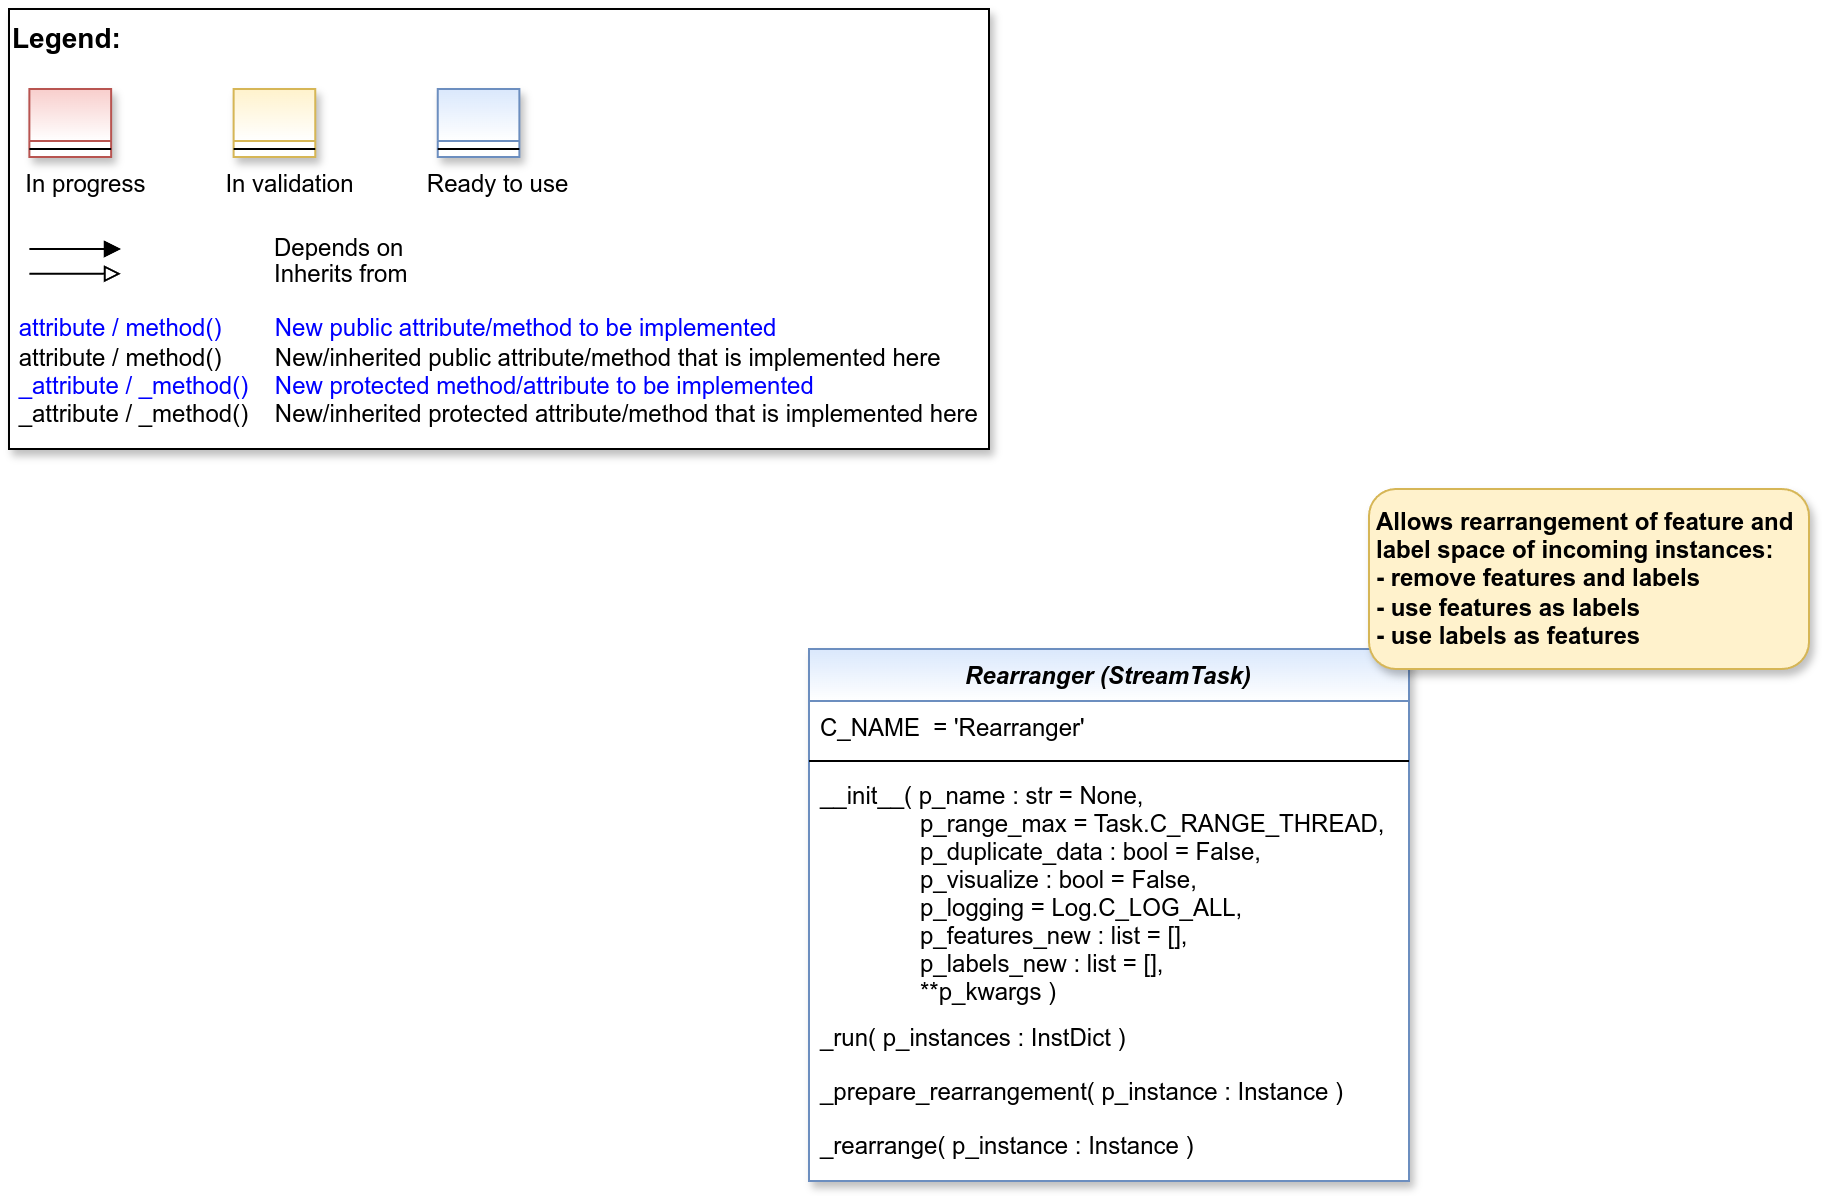 Legend:
In progress
In validation
Ready to use
Depends on
Inherits from
attribute / method() New public attribute/method to be implemented
attribute / method() New/inherited public attribute/method that is implemented here
_attribute / _method() New protected method/attribute to be implemented
_attribute / _method() New/inherited protected attribute/method that is implemented here
Allows rearrangement of feature and
label space of incoming instances:
- remove features and labels
- use features as labels
- use labels as features
Rearranger (StreamTask)
C_NAME = 'Rearranger'
__init__( p_name : str = None,
p_range_max = Task.C_RANGE_THREAD,
p_duplicate_data : bool = False,
p_visualize : bool = False,
p_logging = Log.C_LOG_ALL,
p_features_new : list = [],
p_labels_new : list = [],
**p_kwargs )
_run( p_instances : InstDict )
_prepare_rearrangement( p_instance : Instance )
_rearrange( p_instance : Instance )